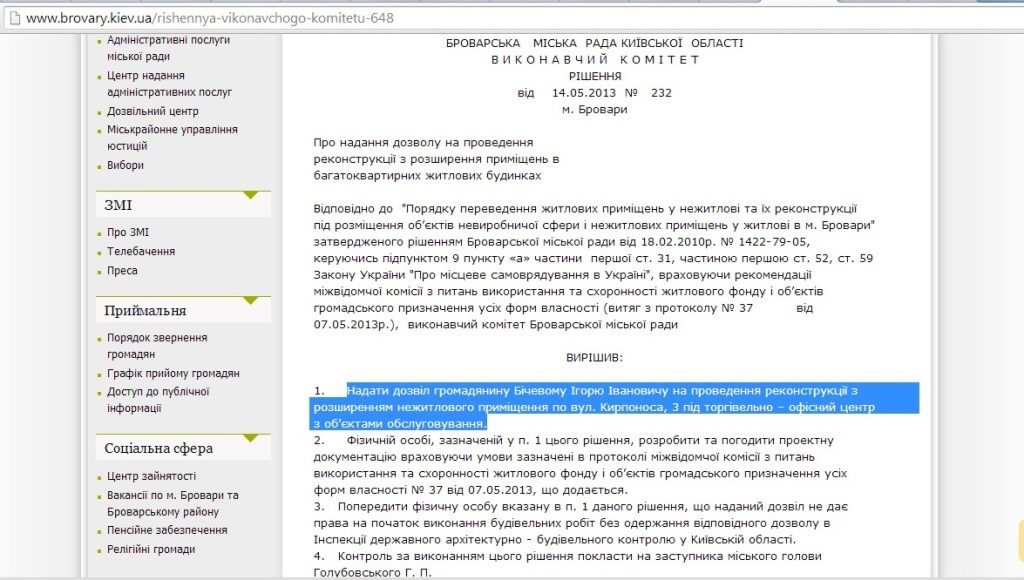 www.brovary.kiev.ua/rishennya-vikonavchogo-komitetu-648
Адміністративні послуги
міської ради
Центр надання
адміністративних послуг
Дозвільний центр
Міськрайонне управління
юстицій
Вибори
ЗМІ
Про ЗМІ
Телебачення
Преса
Приймальня
Порядок звернення
громадян
Графік прийому громадян
Доступ до публічної
інформації
Соціальна сфера
Центр зайнятості
Вакансії по м. Бровари та
Броварському району
Пенсійне забезпечення
Релігійні громади
БРОВАРСЬКА МІСЬКА РАДА КИЇВСЬКОЇ ОБЛАСТІ
В И К О Н А В Ч И Й К О М І Т Е Т
РІШЕННЯ
від 14.05.2013 № 232
м. Бровари
Про надання дозволу на проведення
реконструкції з розширення приміщень в
багатоквартирних житлових будинках
Відповідно до "Порядку переведення житлових приміщень у нежитлові та їх реконструкції
під розміщення об’єктів невиробничої сфери і нежитлових приміщень у житлові в м. Бровари"
затвердженого рішенням Броварської міської ради від 18.02.2010р. № 1422-79-05,
керуючись підпунктом 9 пункту «а» частини першої ст. 31, частиною першою ст. 52, ст. 59
Закону України "Про місцеве самоврядування в Україні", враховуючи рекомендації
міжвідомчої комісії з питань використання та схоронності житлового фонду і об’єктів
громадського призначення усіх форм власності (витяг з протоколу № 37 від
07.05.2013р.), виконавчий комітет Броварської міської ради
ВИРІШИВ:
1. Надати дозвіл громадянину Бічевому Ігорю Івановичу на проведення реконструкції з
розширенням нежитлового приміщення по вул. Кирпоноса, 3 під торгівельно – офісний центр
з об’єктами обслуговування.
2. Фізичній особі, зазначеній у п. 1 цього рішення, розробити та погодити проектну
документацію враховуючи умови зазначені в протоколі міжвідомчої комісії з питань
використання та схоронності житлового фонду і об’єктів громадського призначення усіх
форм власності № 37 від 07.05.2013, що додається.
3. Попередити фізичну особу вказану в п. 1 даного рішення, що наданий дозвіл не дає
права на початок виконання будівельних робіт без одержання відповідного дозволу в
Інспекції державного архітектурно - будівельного контролю у Київській області.
4. Контроль за виконанням цього рішення покласти на заступника міського голови
Голубовського Г. П.